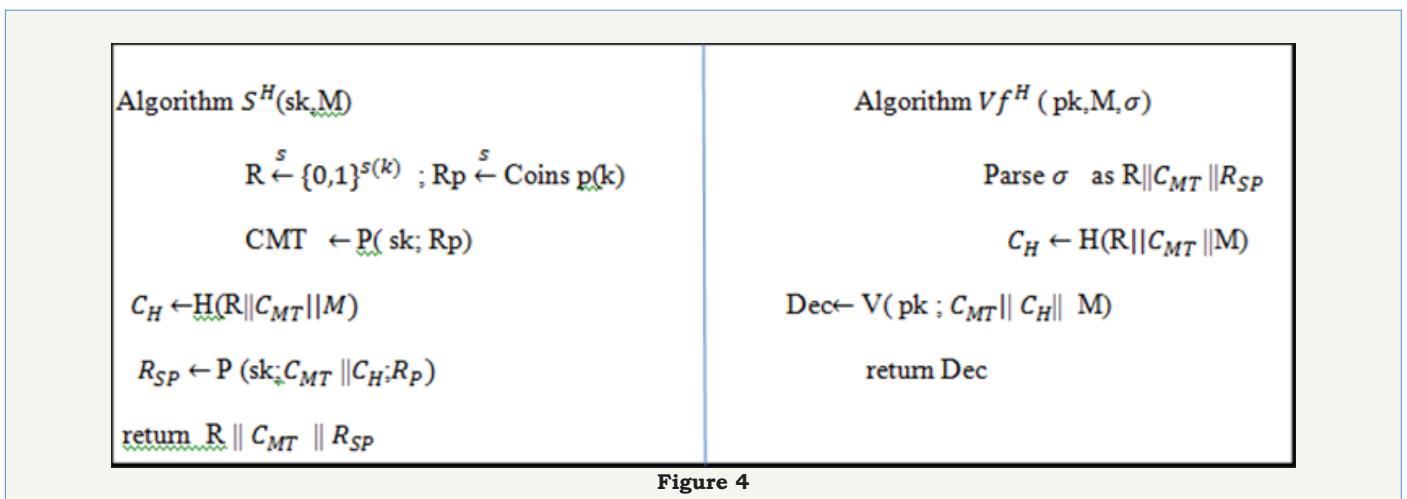 Algorithm S^H(sk,M)
R ←s {0,1}^s(k) ; Rp ←s Coins p(k)
CMT ← P( sk; Rp)
C_H ←H(R||C_MT||M)
R_SP ← P (sk;C_MT ||C_H;R_P)
return R || C_MT || R_SP
Algorithm Vf^H ( pk,M,σ)
Parse σ as R||C_MT ||R_SP
C_H ← H(R||C_MT ||M)
Dec← V( pk ; C_MT|| C_H|| M)
return Dec
Figure 4